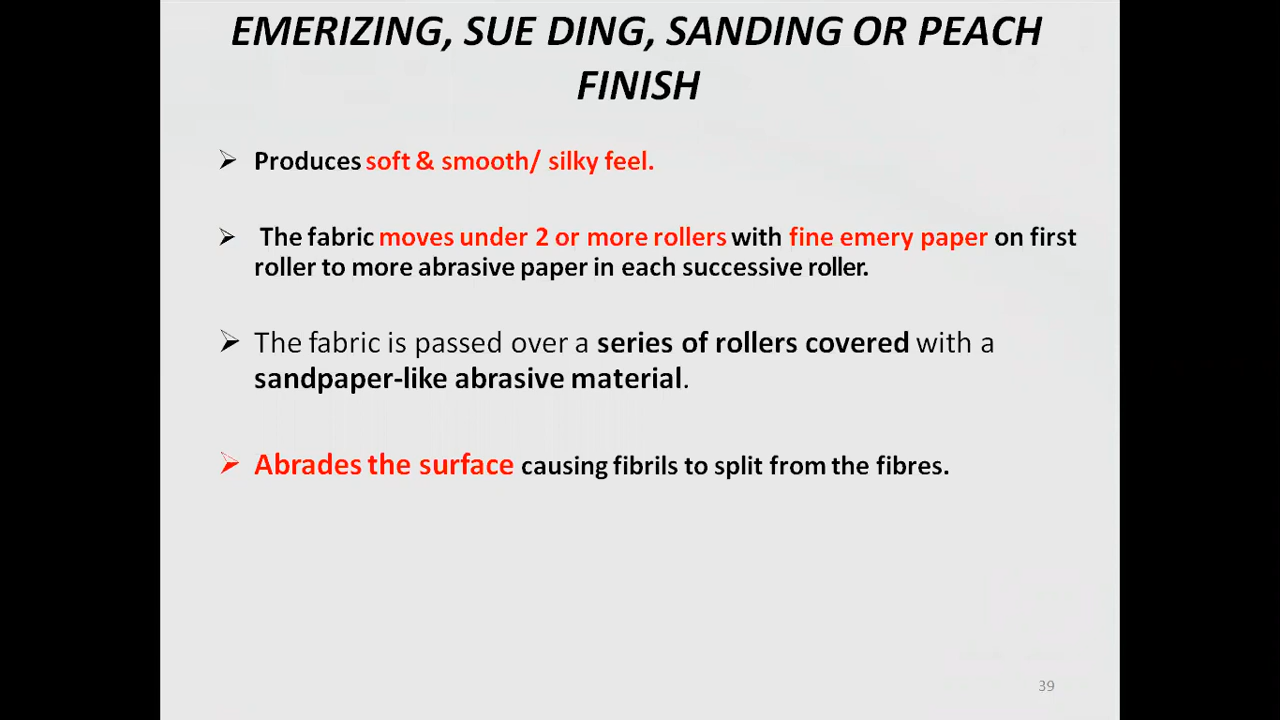 EMERIZING, SUE DING, SANDING OR PEACH
FINISH
➢ Produces soft & smooth/ silky feel.
➢ The fabric moves under 2 or more rollers with fine emery paper on first
roller to more abrasive paper in each successive roller.
➢ The fabric is passed over a series of rollers covered with a
sandpaper-like abrasive material.
➢ Abrades the surface causing fibrils to split from the fibres.
39